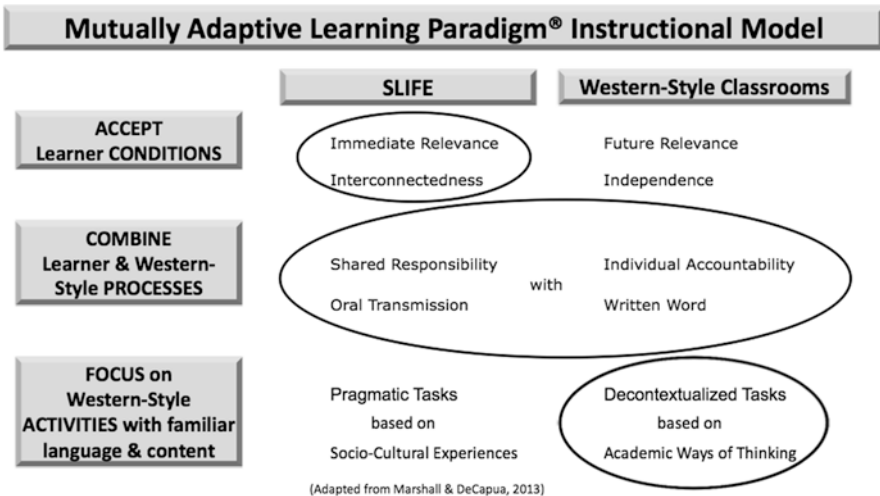 Mutually Adaptive Learning Paradigm® Instructional Model
SLIFE
Western-Style Classrooms
ACCEPT
Learner CONDITIONS
Immediate Relevance
Future Relevance
Interconnectedness
Independence
COMBINE
Learner & Western-
Style PROCESSES
Shared Responsibility
Individual Accountability
with
Oral Transmission
Written Word
FOCUS on
Western-Style
ACTIVITIES with familiar
language & content
Pragmatic Tasks
based on
Socio-Cultural Experiences
Decontextualized Tasks
based on
Academic Ways of Thinking
(Adapted from Marshall & DeCapua, 2013)